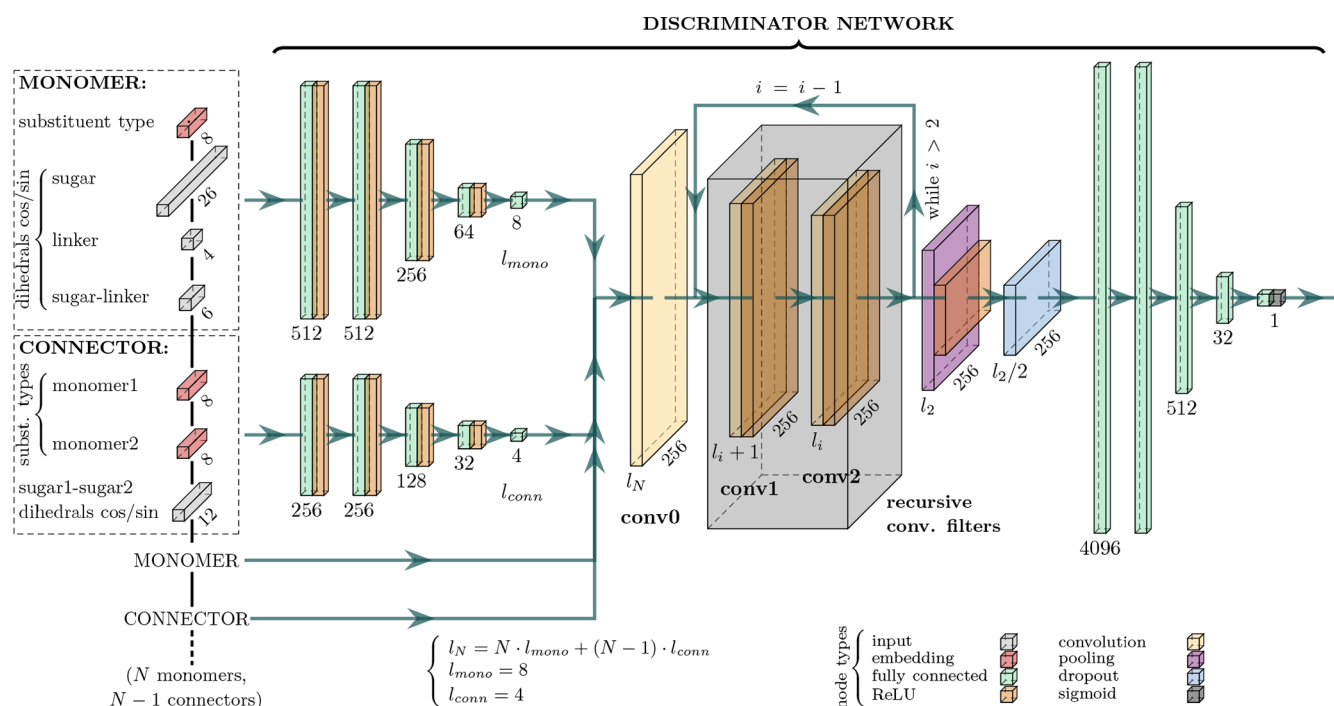 DISCRIMINATOR NETWORK
MONOMER:
substituent type
8
dihedrals cos/sin
sugar
26
linker
4
sugar-linker
6
CONNECTOR:
subst. types
monomer1
8
monomer2
8
sugar1-sugar2
dihedrals cos/sin
12
MONOMER
CONNECTOR
(N monomers,
N − 1 connectors)
512
512
256
64
8
l_mono
256
256
128
32
4
l_conn
l_N
256
conv0
i = i − 1
while i > 2
l_i + 1
256
conv1
l_i
256
conv2
recursive
conv. filters
l_2
256
l_2/2
256
4096
512
32
1
l_N = N · l_mono + (N − 1) · l_conn
l_mono = 8
l_conn = 4
node types
input
embedding
fully connected
ReLU
convolution
pooling
dropout
sigmoid